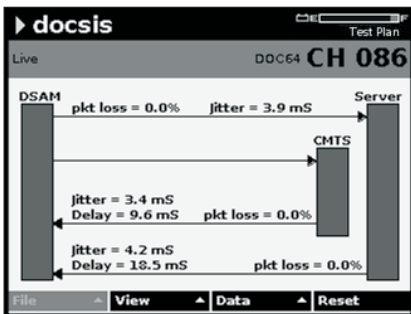 docsis
E F
Test Plan
Live
DOC64 CH 086
DSAM
Server
pkt loss = 0.0% Jitter = 3.9 mS
CMTS
Jitter = 3.4 mS
Delay = 9.6 mS pkt loss = 0.0%
Jitter = 4.2 mS
Delay = 18.5 mS pkt loss = 0.0%
File View Data Reset